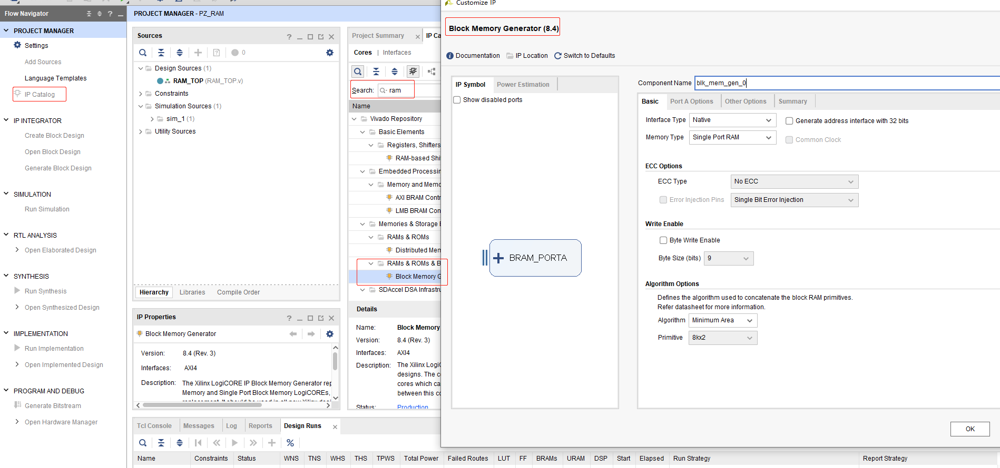 Flow Navigator
PROJECT MANAGER
Settings
Add Sources
Language Templates
IP Catalog
IP INTEGRATOR
Create Block Design
Open Block Design
Generate Block Design
SIMULATION
Run Simulation
RTL ANALYSIS
Open Elaborated Design
SYNTHESIS
Run Synthesis
Open Synthesized Design
IMPLEMENTATION
Run Implementation
Open Implemented Design
PROGRAM AND DEBUG
Generate Bitstream
Open Hardware Manager
PROJECT MANAGER - PZ_RAM
Sources
0
Design Sources (1)
RAM_TOP (RAM_TOP.v)
Constraints
Simulation Sources (1)
sim_1 (1)
Utility Sources
Hierarchy Libraries Compile Order
IP Properties
Block Memory Generator
Version: 8.4 (Rev. 3)
Interfaces: AXI4
Description: The Xilinx LogiCORE IP Block Memory Generator rep
Memory and Single Port Block Memory LogiCOREs,
Project Summary IP Ca
Cores | Interfaces
Search: ram
Name
Vivado Repository
Basic Elements
Registers, Shifters
RAM-based Shi
Embedded Processin
Memory and Memo
AXI BRAM Contr
LMB BRAM Con
Memories & Storage E
RAMs & ROMs
Distributed Mem
RAMs & ROMs & B
Block Memory G
SDAccel DSA Infrastru
Details
Name: Block Memory
Version: 8.4 (Rev. 3)
Interfaces: AXI4
Description: The Xilinx LogiC
designs. The c
cores which ca
between this co
Status: Production
Customize IP
Block Memory Generator (8.4)
Documentation IP Location Switch to Defaults
IP Symbol Power Estimation
Show disabled ports
BRAM_PORTA
Component Name blk_mem_gen_0
Basic Port A Options Other Options Summary
Interface Type Native Generate address interface with 32 bits
Memory Type Single Port RAM Common Clock
ECC Options
ECC Type No ECC
Error Injection Pins Single Bit Error Injection
Write Enable
Byte Write Enable
Byte Size (bits) 9
Algorithm Options
Defines the algorithm used to concatenate the block RAM primitives.
Refer datasheet for more information.
Algorithm Minimum Area
Primitive 8kx2
OK
Tcl Console Messages Log Reports Design Runs
Name Constraints Status WNS TNS WHS THS TPWS Total Power Failed Routes LUT FF BRAMs URAM DSP Start Elapsed Run Strategy Report Strategy